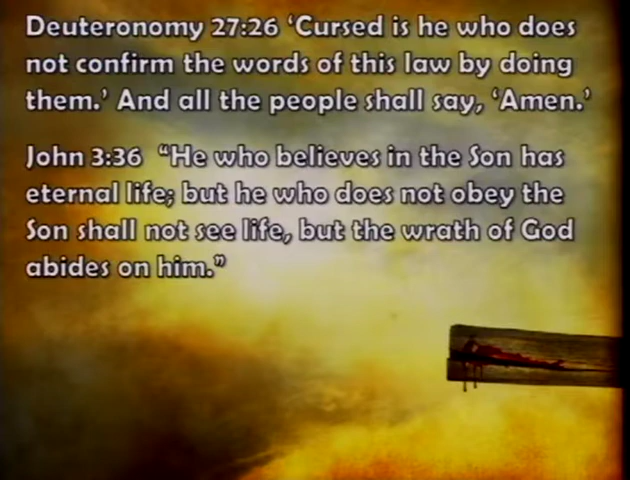 Deuteronomy 27:26 ‘Cursed is he who does
not confirm the words of this law by doing
them.’ And all the people shall say, ‘Amen.’
John 3:36 “He who believes in the Son has
eternal life; but he who does not obey the
Son shall not see life, but the wrath of God
abides on him.”